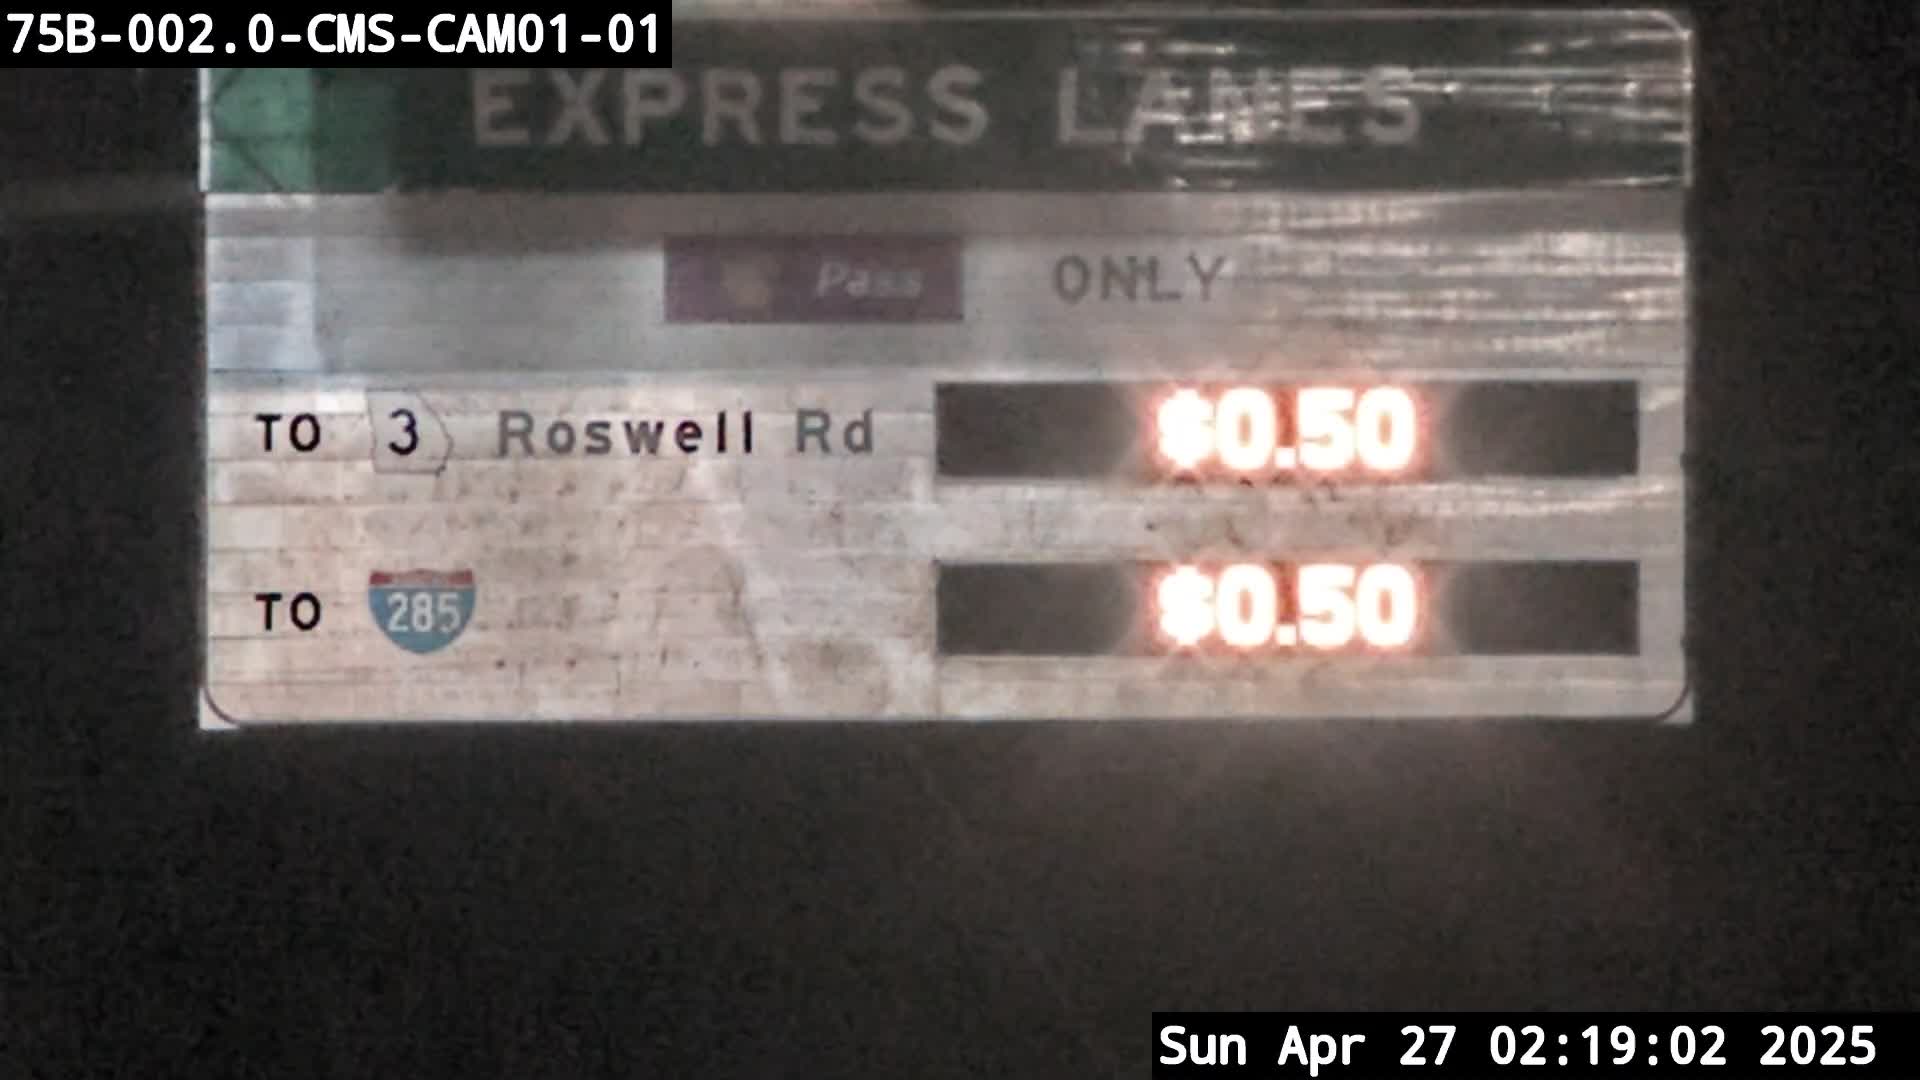 75B-002.0-CMS-CAM01-01
EXPRESS LANES
Pass ONLY
TO 3 Roswell Rd $0.50
TO 285 $0.50
Sun Apr 27 02:19:02 2025